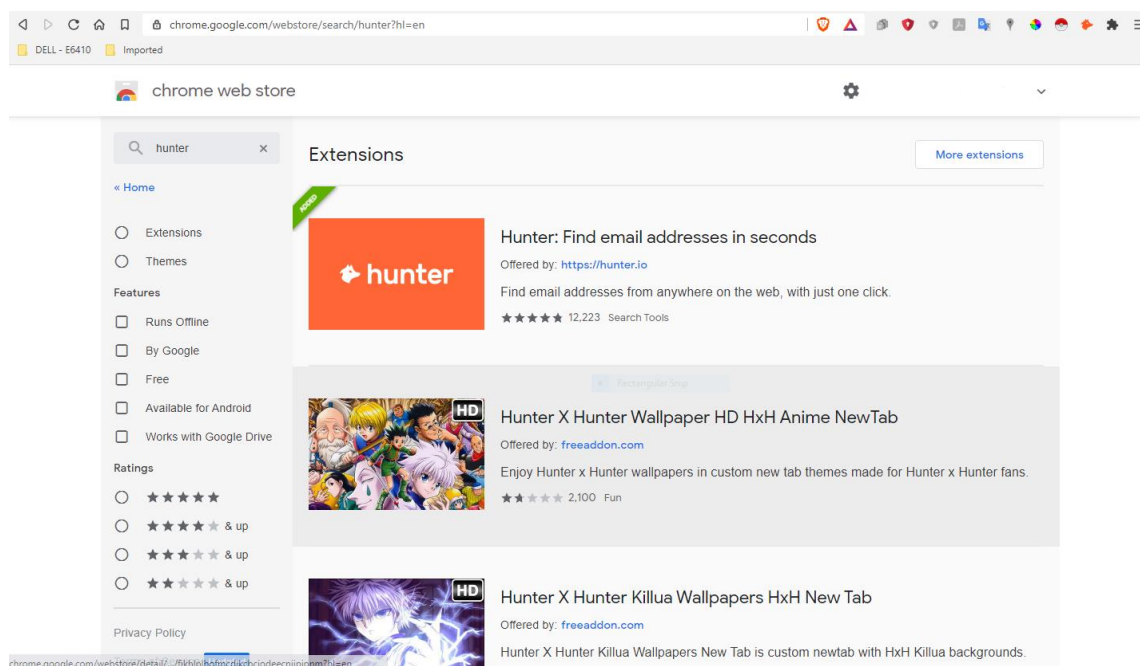 chrome.google.com/webstore/search/hunter?hl=en
DELL - E6410 Imported
chrome web store
hunter
« Home
Extensions
Themes
Features
Runs Offline
By Google
Free
Available for Android
Works with Google Drive
Ratings
& up
& up
& up
Privacy Policy
Extensions
More extensions
ADDED
hunter
Hunter: Find email addresses in seconds
Offered by: https://hunter.io
Find email addresses from anywhere on the web, with just one click.
12,223 Search Tools
Rectangular Snip
HD
Hunter X Hunter Wallpaper HD HxH Anime NewTab
Offered by: freeaddon.com
Enjoy Hunter x Hunter wallpapers in custom new tab themes made for Hunter x Hunter fans.
2,100 Fun
HD
Hunter X Hunter Killua Wallpapers HxH New Tab
Offered by: freeaddon.com
Hunter X Hunter Killua Wallpapers New Tab is custom newtab with HxH Killua backgrounds.